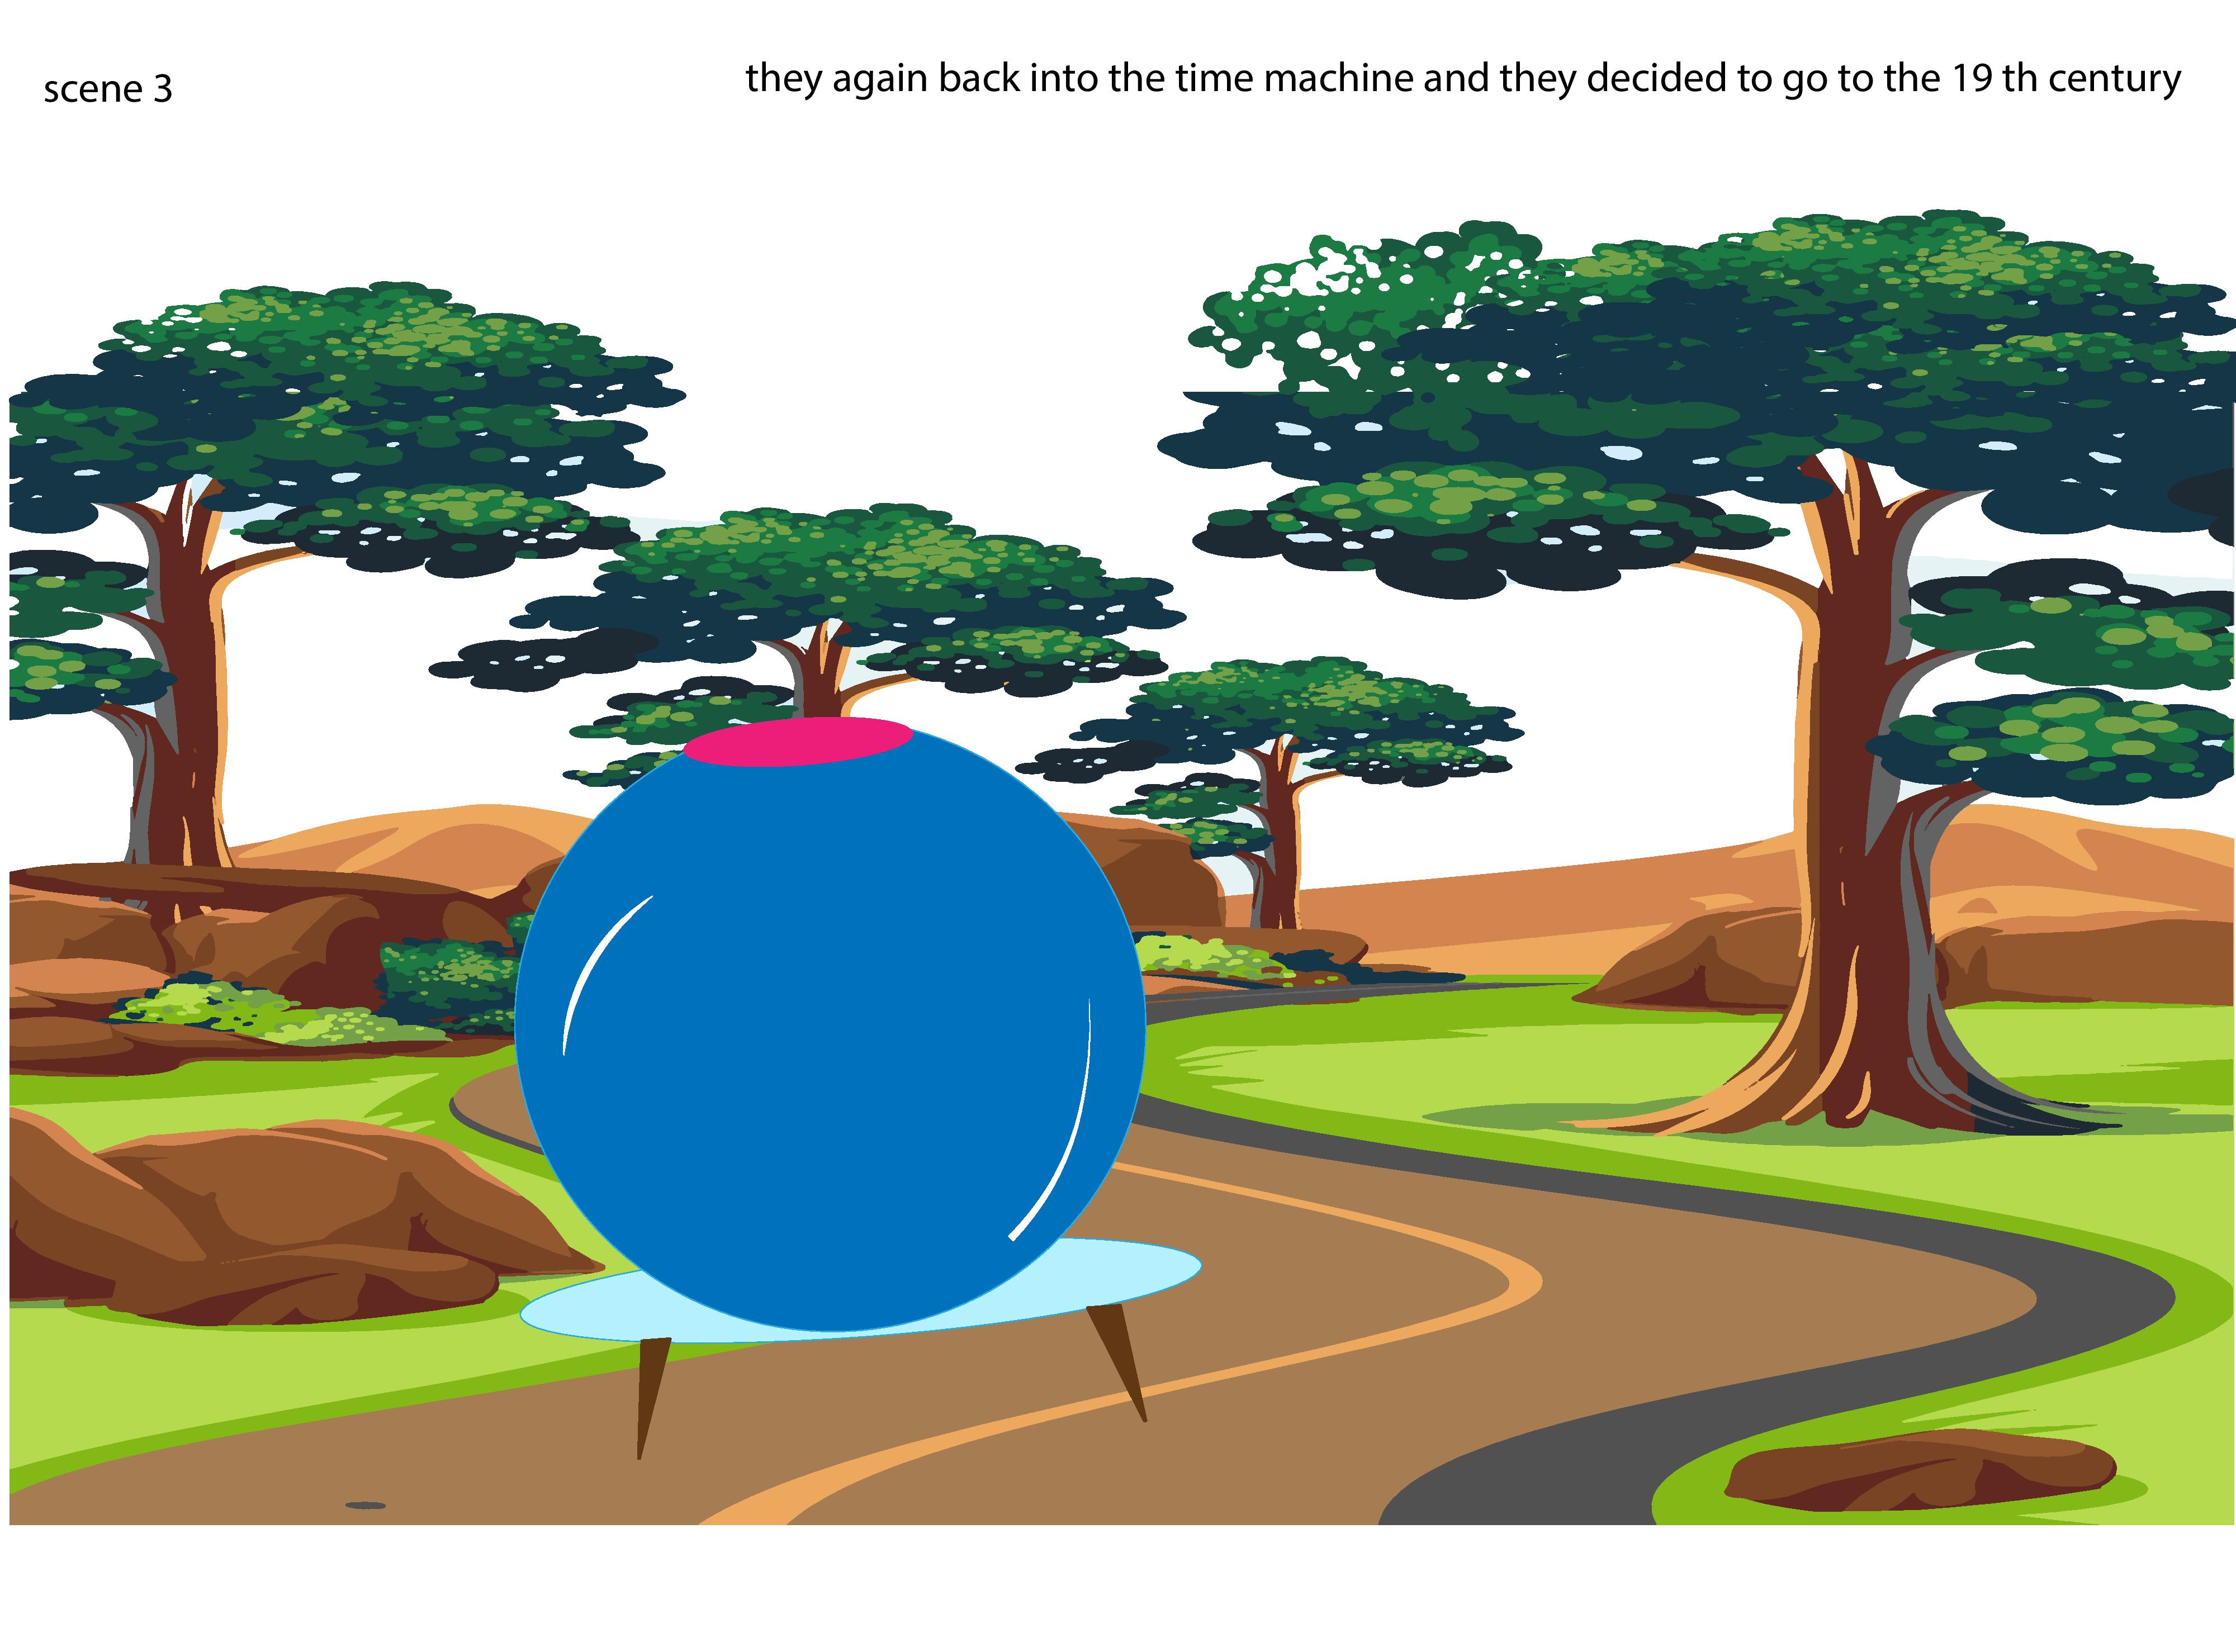 scene 3
they again back into the time machine and they decided to go to the 19 th century